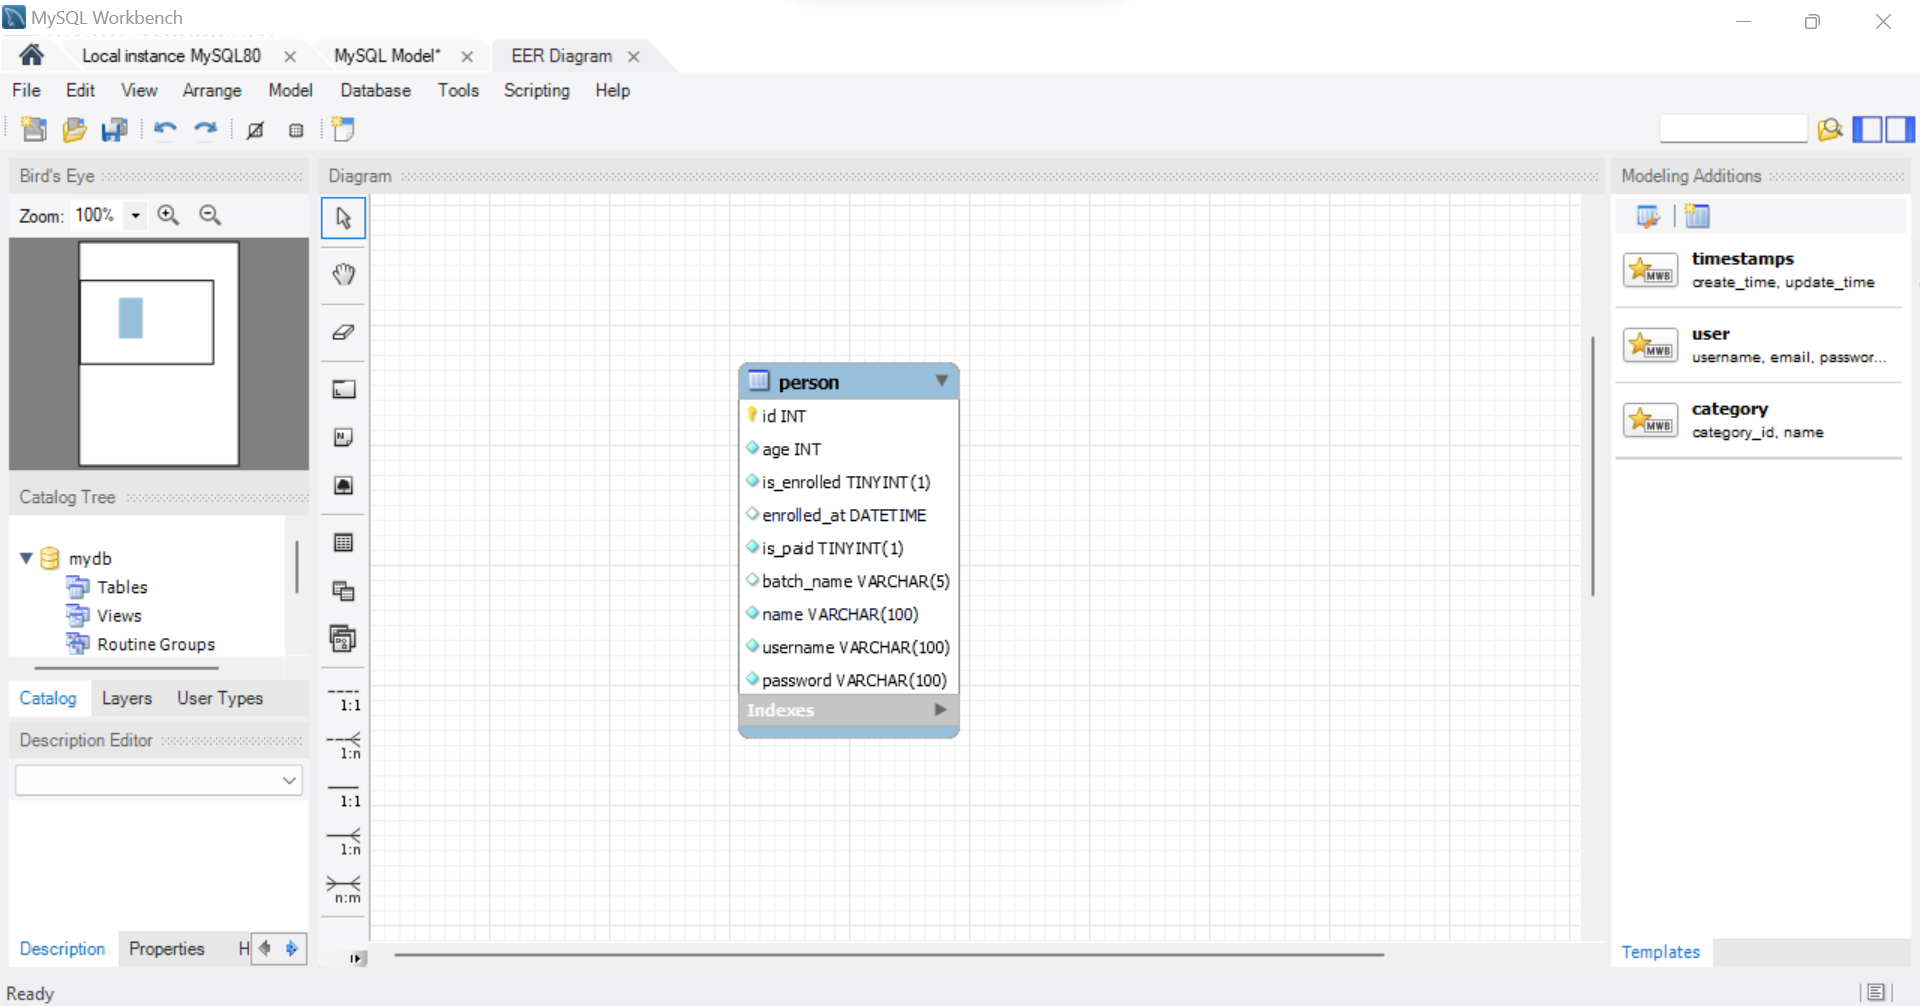 MySQL Workbench
Local instance MySQL80
MySQL Model*
EER Diagram
File Edit View Arrange Model Database Tools Scripting Help
Bird's Eye
Zoom: 100%
Catalog Tree
mydb
Tables
Views
Routine Groups
Catalog Layers User Types
Description Editor
Description Properties H
Ready
Diagram
N
1:1
1:n
1:1
1:n
n:m
person
id INT
age INT
is_enrolled TINYINT(1)
enrolled_at DATETIME
is_paid TINYINT(1)
batch_name VARCHAR(5)
name VARCHAR(100)
username VARCHAR(100)
password VARCHAR(100)
Indexes
Modeling Additions
MWB
timestamps
create_time, update_time
MWB
user
username, email, passwor...
MWB
category
category_id, name
Templates